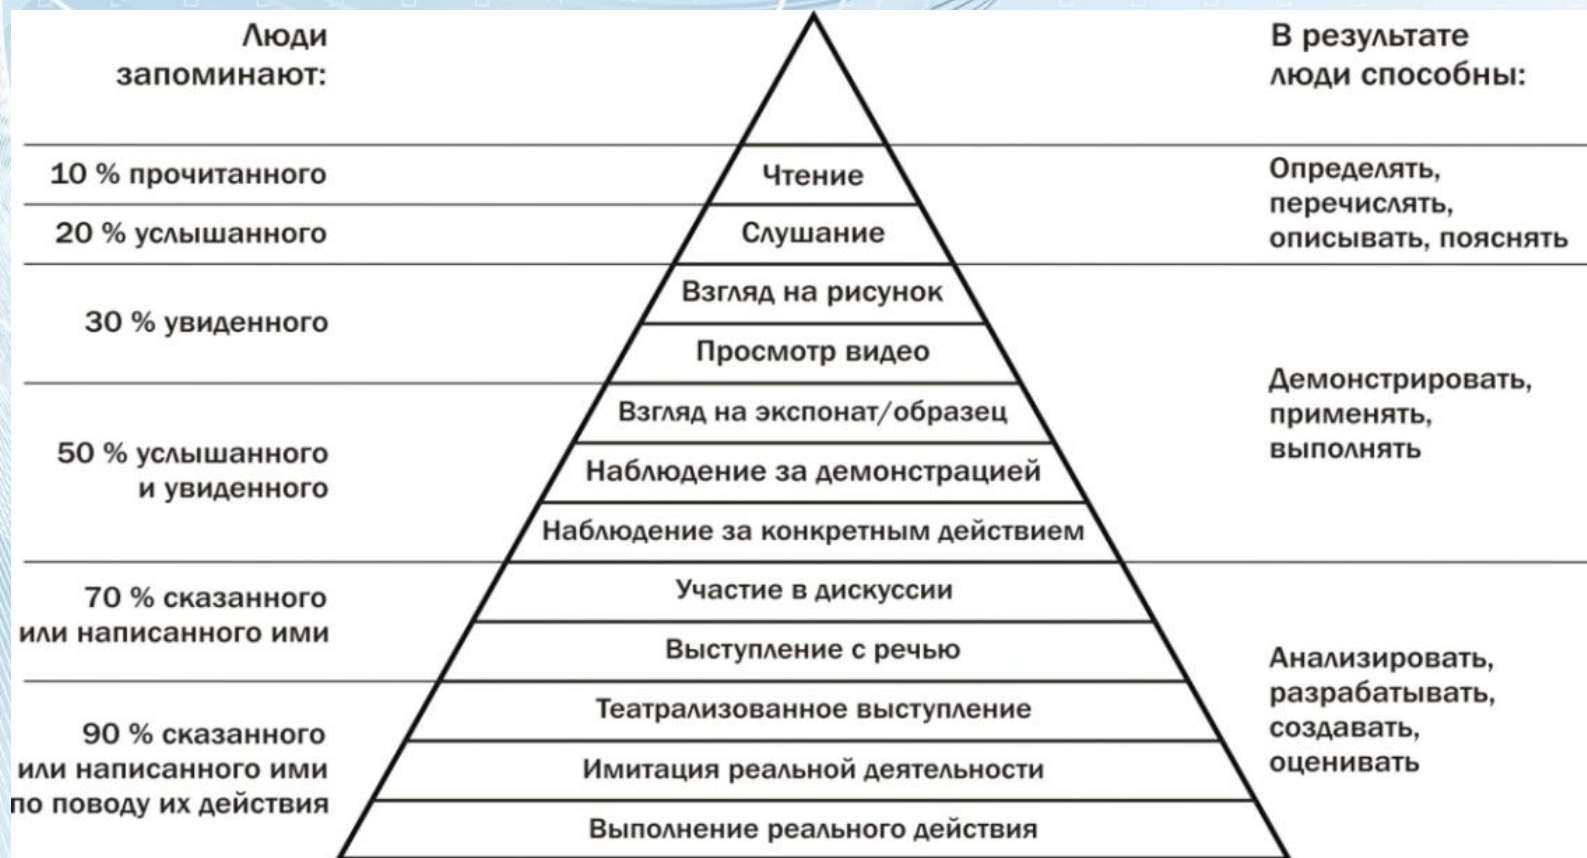 Люди
запоминают:
10 % прочитанного
20 % услышанного
30 % увиденного
50 % услышанного
и увиденного
70 % сказанного
или написанного ими
90 % сказанного
или написанного ими
по поводу их действия
Чтение
Слушание
Взгляд на рисунок
Просмотр видео
Взгляд на экспонат/образец
Наблюдение за демонстрацией
Наблюдение за конкретным действием
Участие в дискуссии
Выступление с речью
Театрализованное выступление
Имитация реальной деятельности
Выполнение реального действия
В результате
люди способны:
Определять,
перечислять,
описывать, пояснять
Демонстрировать,
применять,
выполнять
Анализировать,
разрабатывать,
создавать,
оценивать